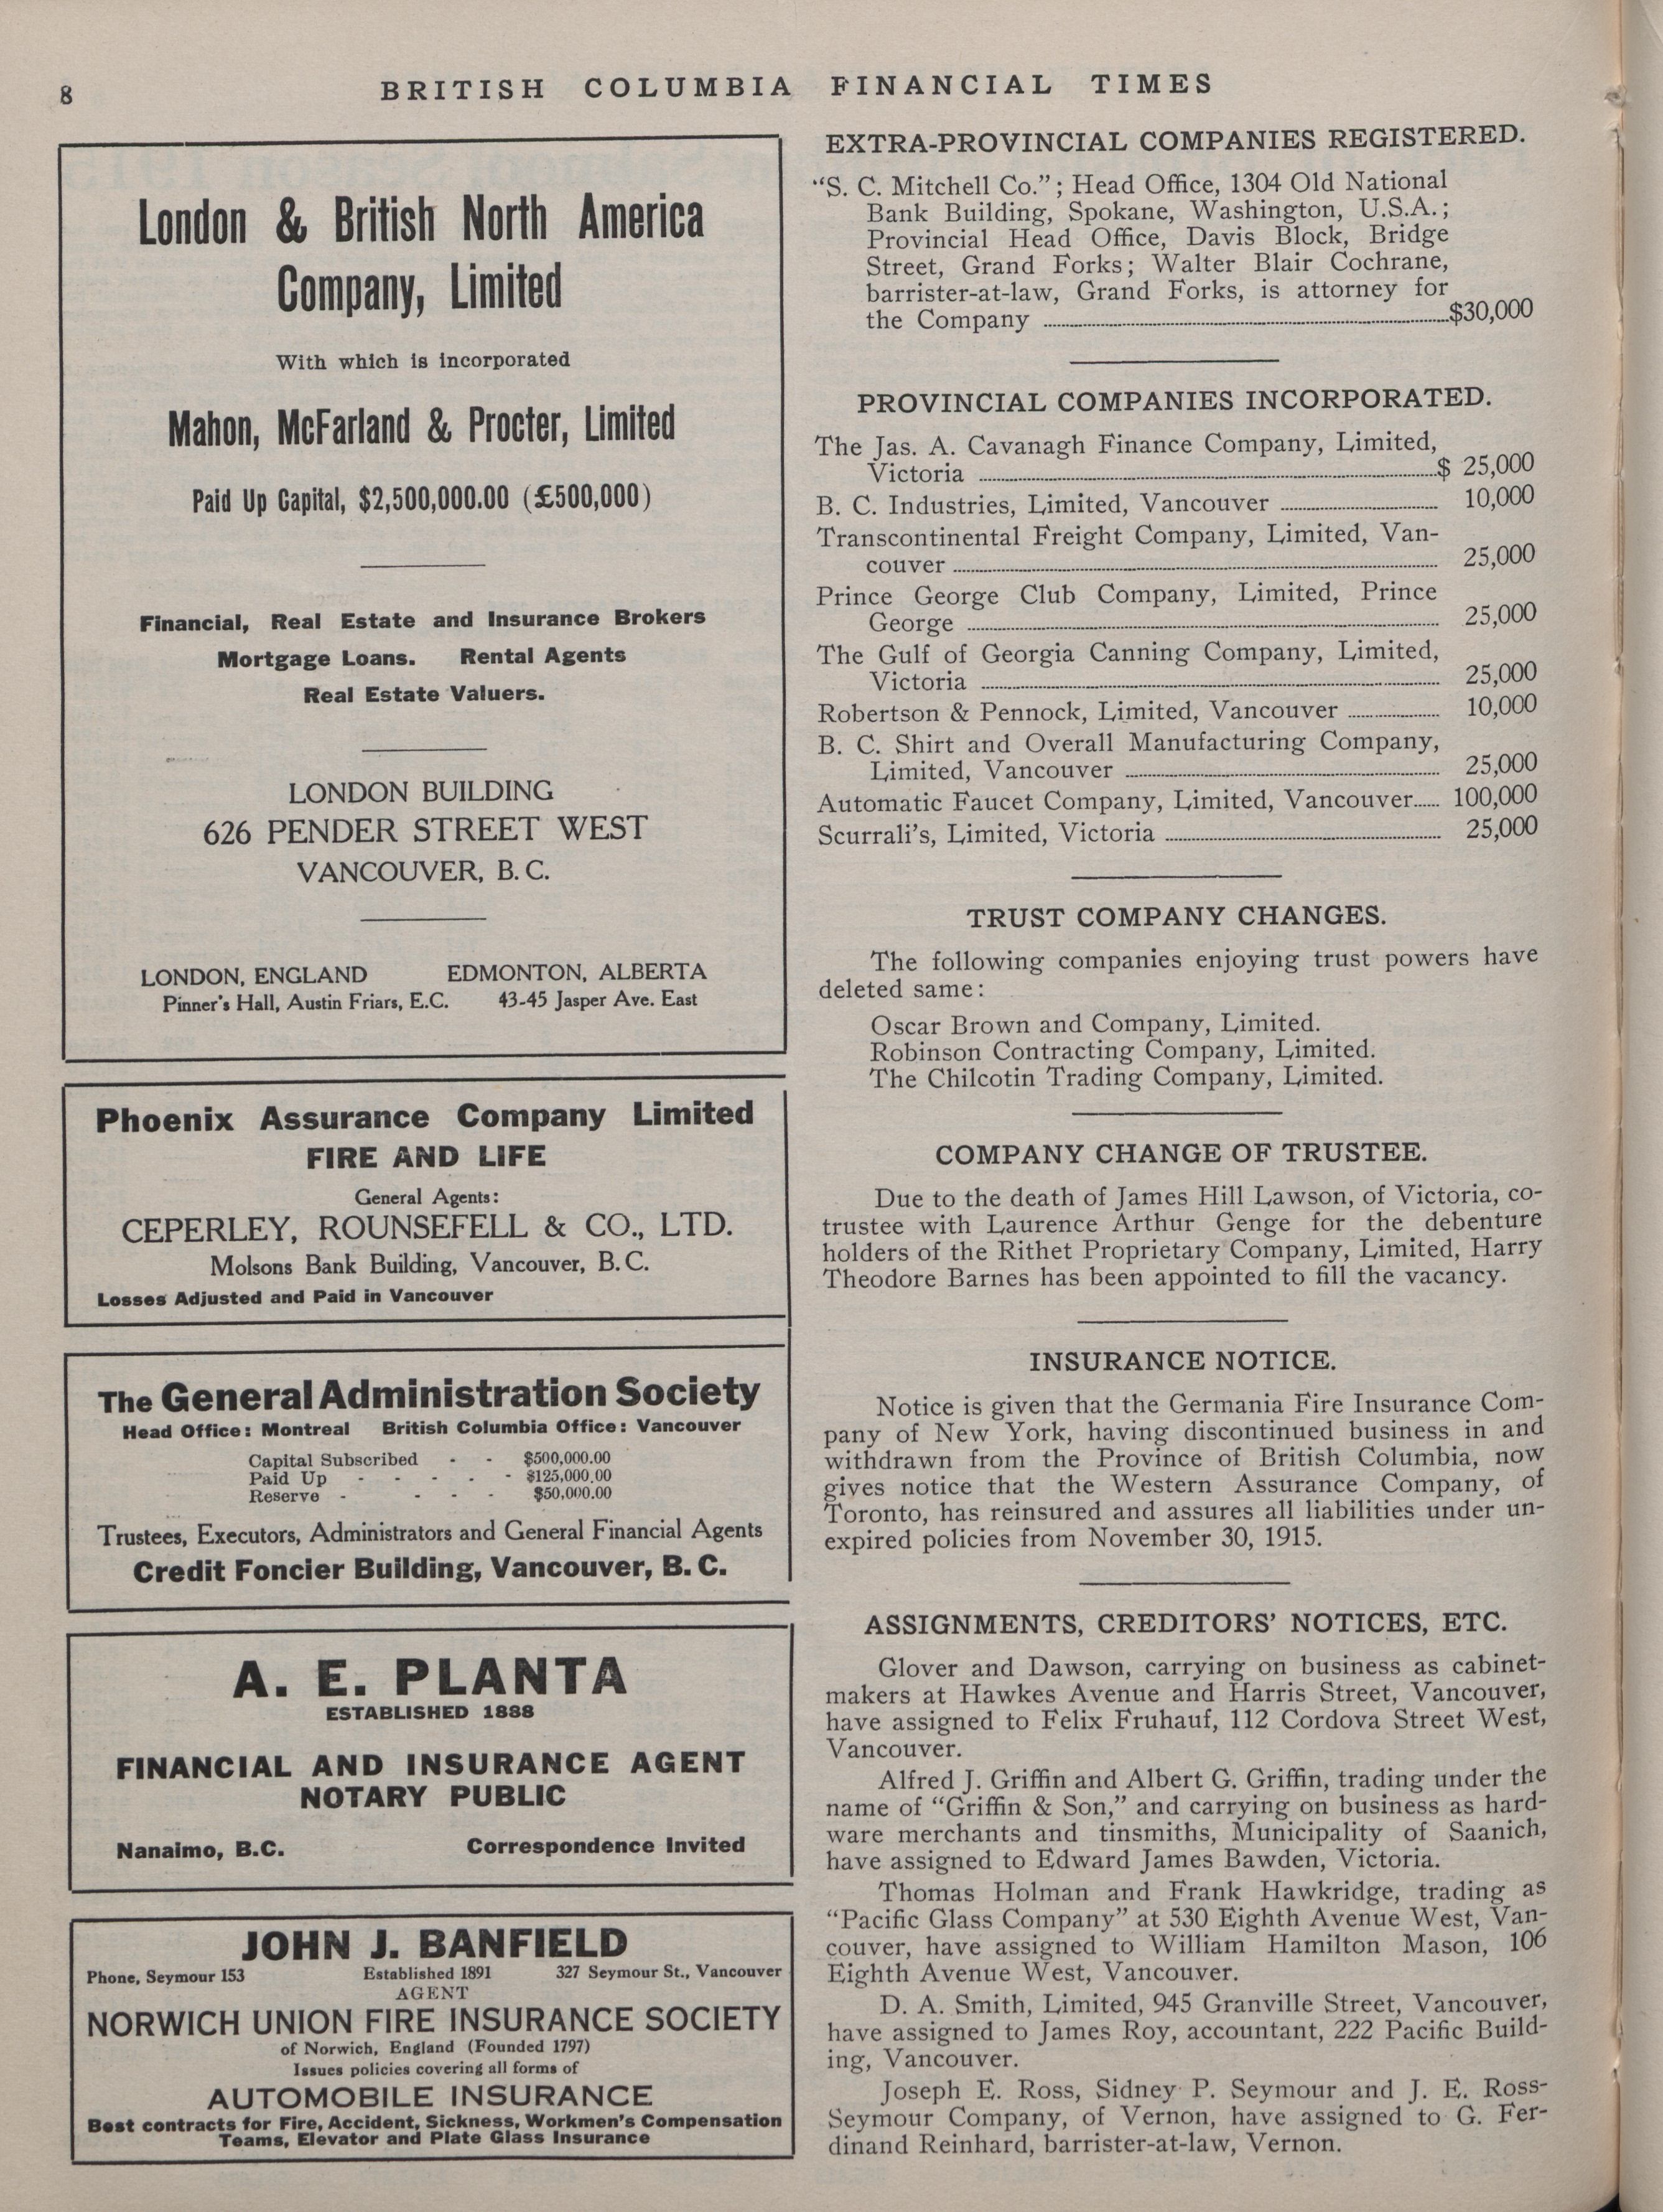 8
BRITISH COLUMBIA FINANCIAL TIMES
London & British North America
Company, Limited
With which is incorporated
Mahon, McFarland & Procter, Limited
Paid Up Capital, $2,500,000.00 (£500,000)
Financial, Real Estate and Insurance Brokers
Mortgage Loans. Rental Agents
Real Estate Valuers.
LONDON BUILDING
626 PENDER STREET WEST
VANCOUVER, B. C.
LONDON, ENGLAND EDMONTON, ALBERTA
Pinner's Hall, Austin Friars, E.C. 43-45 Jasper Ave. East
Phoenix Assurance Company Limited
FIRE AND LIFE
General Agents:
CEPERLEY, ROUNSEFELL & CO., LTD.
Molsons Bank Building, Vancouver, B. C.
Losses Adjusted and Paid in Vancouver
The General Administration Society
Head Office: Montreal British Columbia Office: Vancouver
Capital Subscribed - - $500,000.00
Paid Up - - - - - $125,000.00
Reserve - - - - $50,000.00
Trustees, Executors, Administrators and General Financial Agents
Credit Foncier Building, Vancouver, B. C.
A. E. PLANTA
ESTABLISHED 1888
FINANCIAL AND INSURANCE AGENT
NOTARY PUBLIC
Nanaimo, B.C. Correspondence Invited
JOHN J. BANFIELD
Phone, Seymour 153 Established 1891 327 Seymour St., Vancouver
AGENT
NORWICH UNION FIRE INSURANCE SOCIETY
of Norwich, England (Founded 1797)
Issues policies covering all forms of
AUTOMOBILE INSURANCE
Best contracts for Fire, Accident, Sickness, Workmen's Compensation
Teams, Elevator and Plate Glass Insurance
EXTRA-PROVINCIAL COMPANIES REGISTERED.
"S. C. Mitchell Co."; Head Office, 1304 Old National
Bank Building, Spokane, Washington, U.S.A.;
Provincial Head Office, Davis Block, Bridge
Street, Grand Forks; Walter Blair Cochrane,
barrister-at-law, Grand Forks, is attorney for
the Company ........ $30,000
PROVINCIAL COMPANIES INCORPORATED.
The Jas. A. Cavanagh Finance Company, Limited,
Victoria ........ $ 25,000
B. C. Industries, Limited, Vancouver ........ 10,000
Transcontinental Freight Company, Limited, Van-
couver ........ 25,000
Prince George Club Company, Limited, Prince
George ........ 25,000
The Gulf of Georgia Canning Company, Limited,
Victoria ........ 25,000
Robertson & Pennock, Limited, Vancouver ........ 10,000
B. C. Shirt and Overall Manufacturing Company,
Limited, Vancouver ........ 25,000
Automatic Faucet Company, Limited, Vancouver...... 100,000
Scurrali's, Limited, Victoria ........ 25,000
TRUST COMPANY CHANGES.
The following companies enjoying trust powers have
deleted same:
Oscar Brown and Company, Limited.
Robinson Contracting Company, Limited.
The Chilcotin Trading Company, Limited.
COMPANY CHANGE OF TRUSTEE.
Due to the death of James Hill Lawson, of Victoria, co-
trustee with Laurence Arthur Genge for the debenture
holders of the Rithet Proprietary Company, Limited, Harry
Theodore Barnes has been appointed to fill the vacancy.
INSURANCE NOTICE.
Notice is given that the Germania Fire Insurance Com-
pany of New York, having discontinued business in and
withdrawn from the Province of British Columbia, now
gives notice that the Western Assurance Company, of
Toronto, has reinsured and assures all liabilities under un-
expired policies from November 30, 1915.
ASSIGNMENTS, CREDITORS' NOTICES, ETC.
Glover and Dawson, carrying on business as cabinet-
makers at Hawkes Avenue and Harris Street, Vancouver,
have assigned to Felix Fruhauf, 112 Cordova Street West,
Vancouver.
Alfred J. Griffin and Albert G. Griffin, trading under the
name of "Griffin & Son," and carrying on business as hard-
ware merchants and tinsmiths, Municipality of Saanich,
have assigned to Edward James Bawden, Victoria.
Thomas Holman and Frank Hawkridge, trading as
"Pacific Glass Company" at 530 Eighth Avenue West, Van-
couver, have assigned to William Hamilton Mason, 106
Eighth Avenue West, Vancouver.
D. A. Smith, Limited, 945 Granville Street, Vancouver,
have assigned to James Roy, accountant, 222 Pacific Build-
ing, Vancouver.
Joseph E. Ross, Sidney P. Seymour and J. E. Ross-
Seymour Company, of Vernon, have assigned to G. Fer-
dinand Reinhard, barrister-at-law, Vernon.